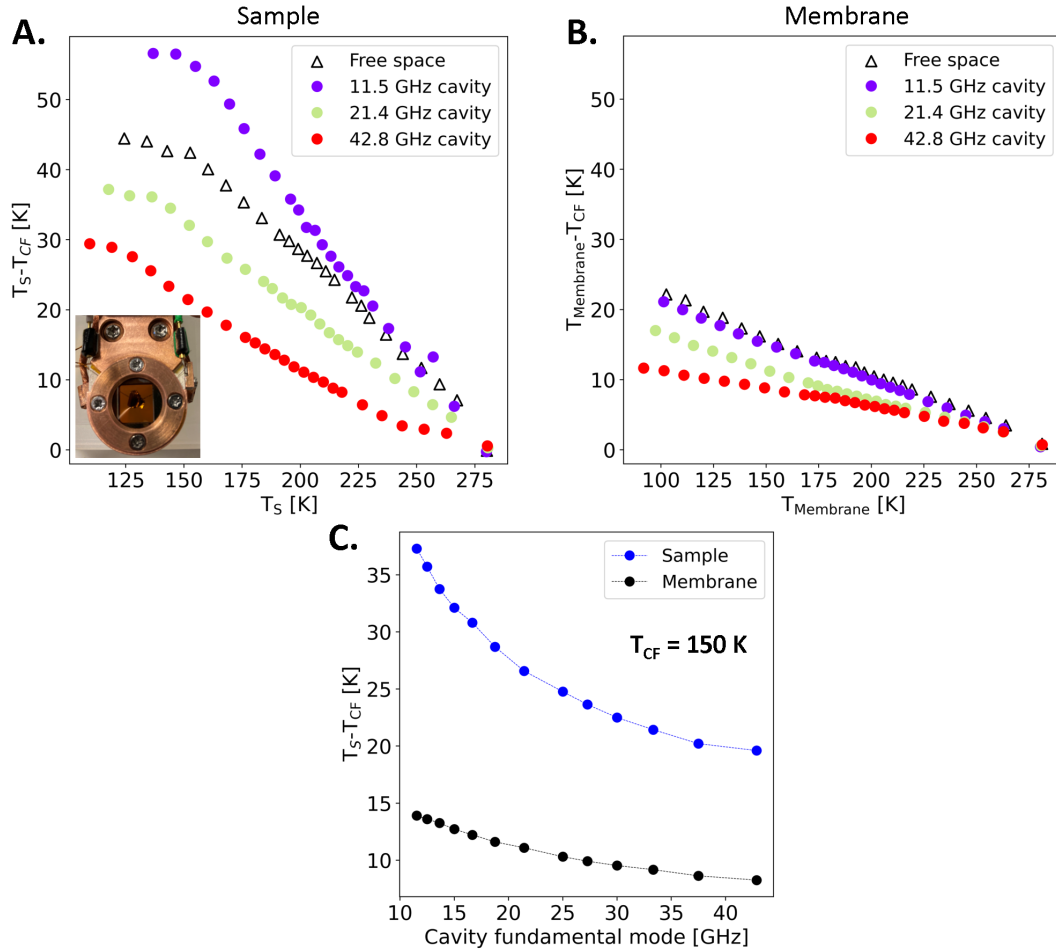 Sample
Membrane
A.
B.
Free space
11.5 GHz cavity
21.4 GHz cavity
42.8 GHz cavity
Free space
11.5 GHz cavity
21.4 GHz cavity
42.8 GHz cavity
50
40
30
20
10
0
T_S-T_CF [K]
125
150
175
200
225
250
275
T_S [K]
50
40
30
20
10
0
T_Membrane-T_CF [K]
100
125
150
175
200
225
250
275
T_Membrane [K]
C.
Sample
Membrane
T_CF = 150 K
35
30
25
20
15
10
T_S-T_CF [K]
10
15
20
25
30
35
40
Cavity fundamental mode [GHz]